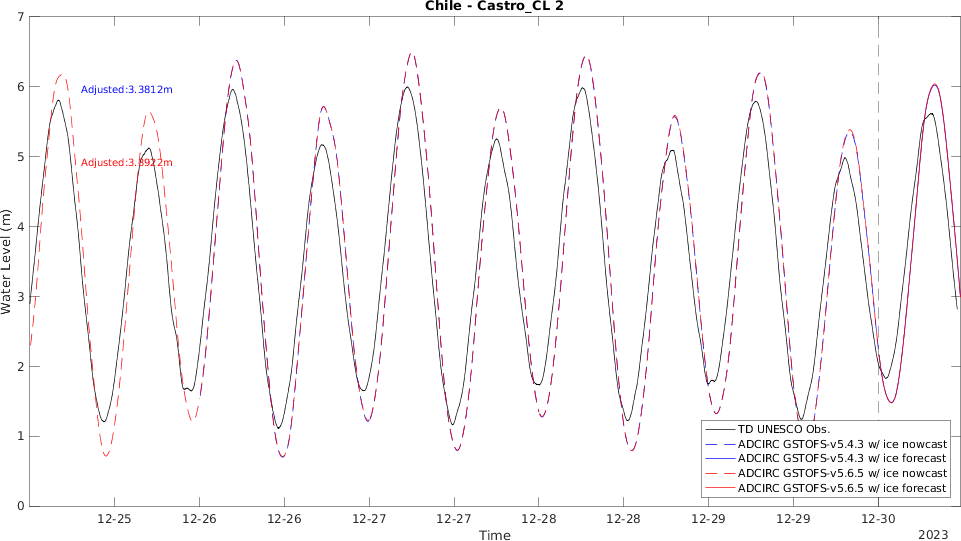 Chile - Castro_CL 2
7
6
5
4
3
2
1
0
Water Level (m)
Adjusted:3.3812m
Adjusted:3.3922m
TD UNESCO Obs.
ADCIRC GSTOFS-v5.4.3 w/ ice nowcast
ADCIRC GSTOFS-v5.4.3 w/ ice forecast
ADCIRC GSTOFS-v5.6.5 w/ ice nowcast
ADCIRC GSTOFS-v5.6.5 w/ ice forecast
12-25 12-26 12-26 12-27 12-27 12-28 12-28 12-29 12-29 12-30
Time
2023